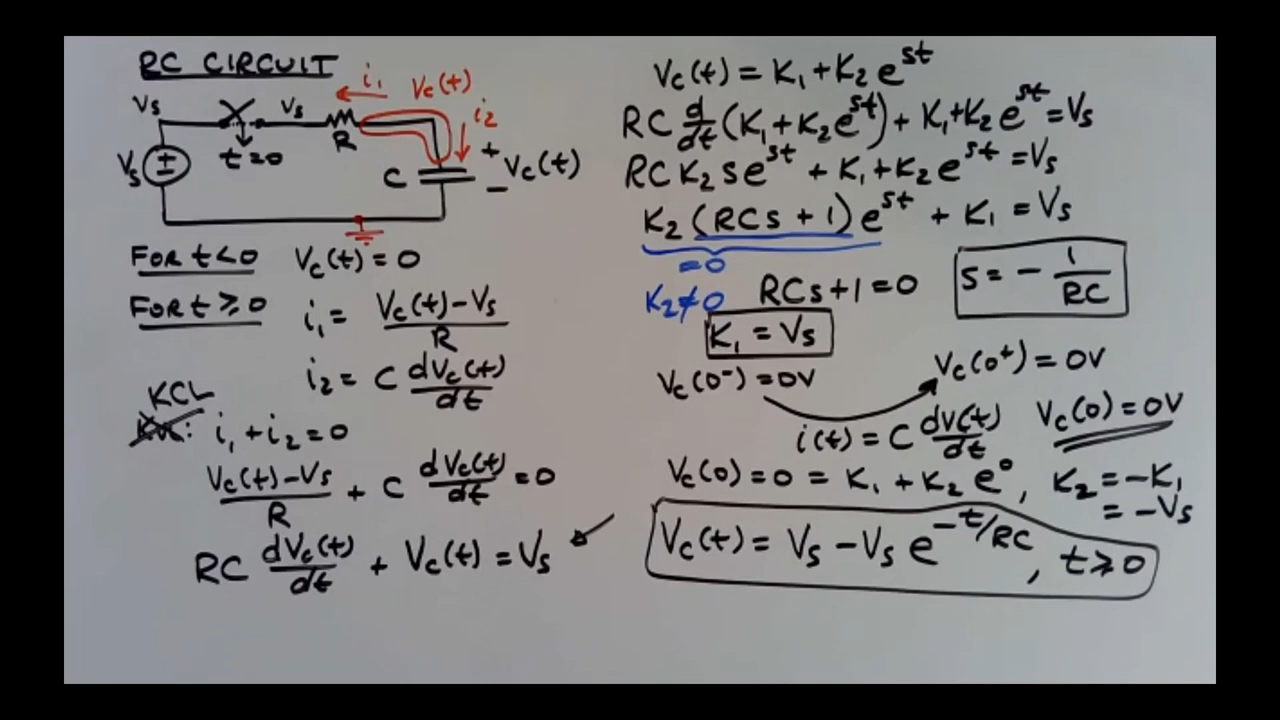 RC CIRCUIT
i₁ Vc(t)
Vs Vs i₂
R
t=0
Vs + − C + Vc(t) −
FOR t<0 Vc(t) = 0
FOR t ≥ 0 i₁ = (Vc(t) − Vs)/R
i₂ = C dVc(t)/dt
KCL
KVL: i₁ + i₂ = 0
(Vc(t) − Vs)/R + C dVc(t)/dt = 0
RC dVc(t)/dt + Vc(t) = Vs
Vc(t) = K₁ + K₂ e^st
RC d/dt (K₁ + K₂ e^st) + K₁ + K₂ e^st = Vs
RC K₂ s e^st + K₁ + K₂ e^st = Vs
K₂ (RCs + 1) e^st + K₁ = Vs
= 0
K₂ ≠ 0 RCs + 1 = 0 s = − 1/RC
K₁ = Vs
Vc(0⁻) = 0V Vc(0⁺) = 0V
i(t) = C dv(t)/dt Vc(0) = 0V
Vc(0) = 0 = K₁ + K₂ e⁰, K₂ = −K₁
= −Vs
Vc(t) = Vs − Vs e^−t/RC, t ≥ 0